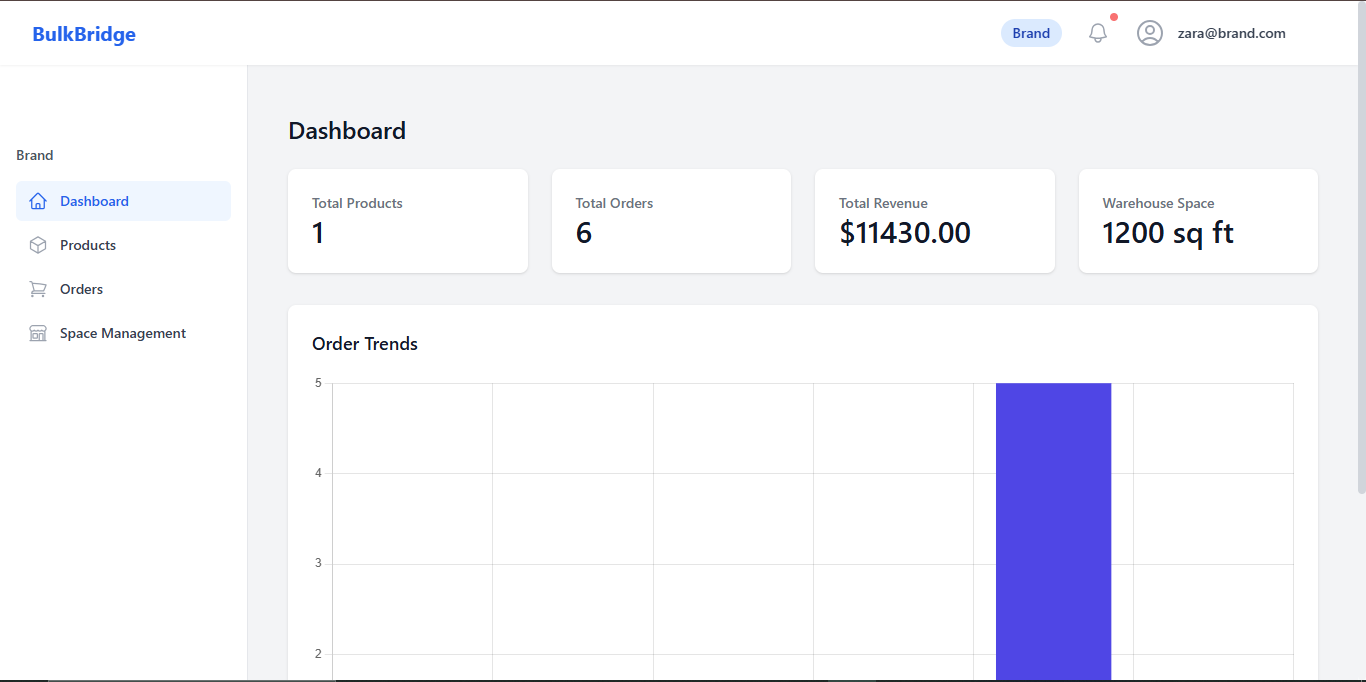 BulkBridge
Brand
zara@brand.com
Brand
Dashboard
Products
Orders
Space Management
Dashboard
Total Products
1
Total Orders
6
Total Revenue
$11430.00
Warehouse Space
1200 sq ft
Order Trends
5
4
3
2